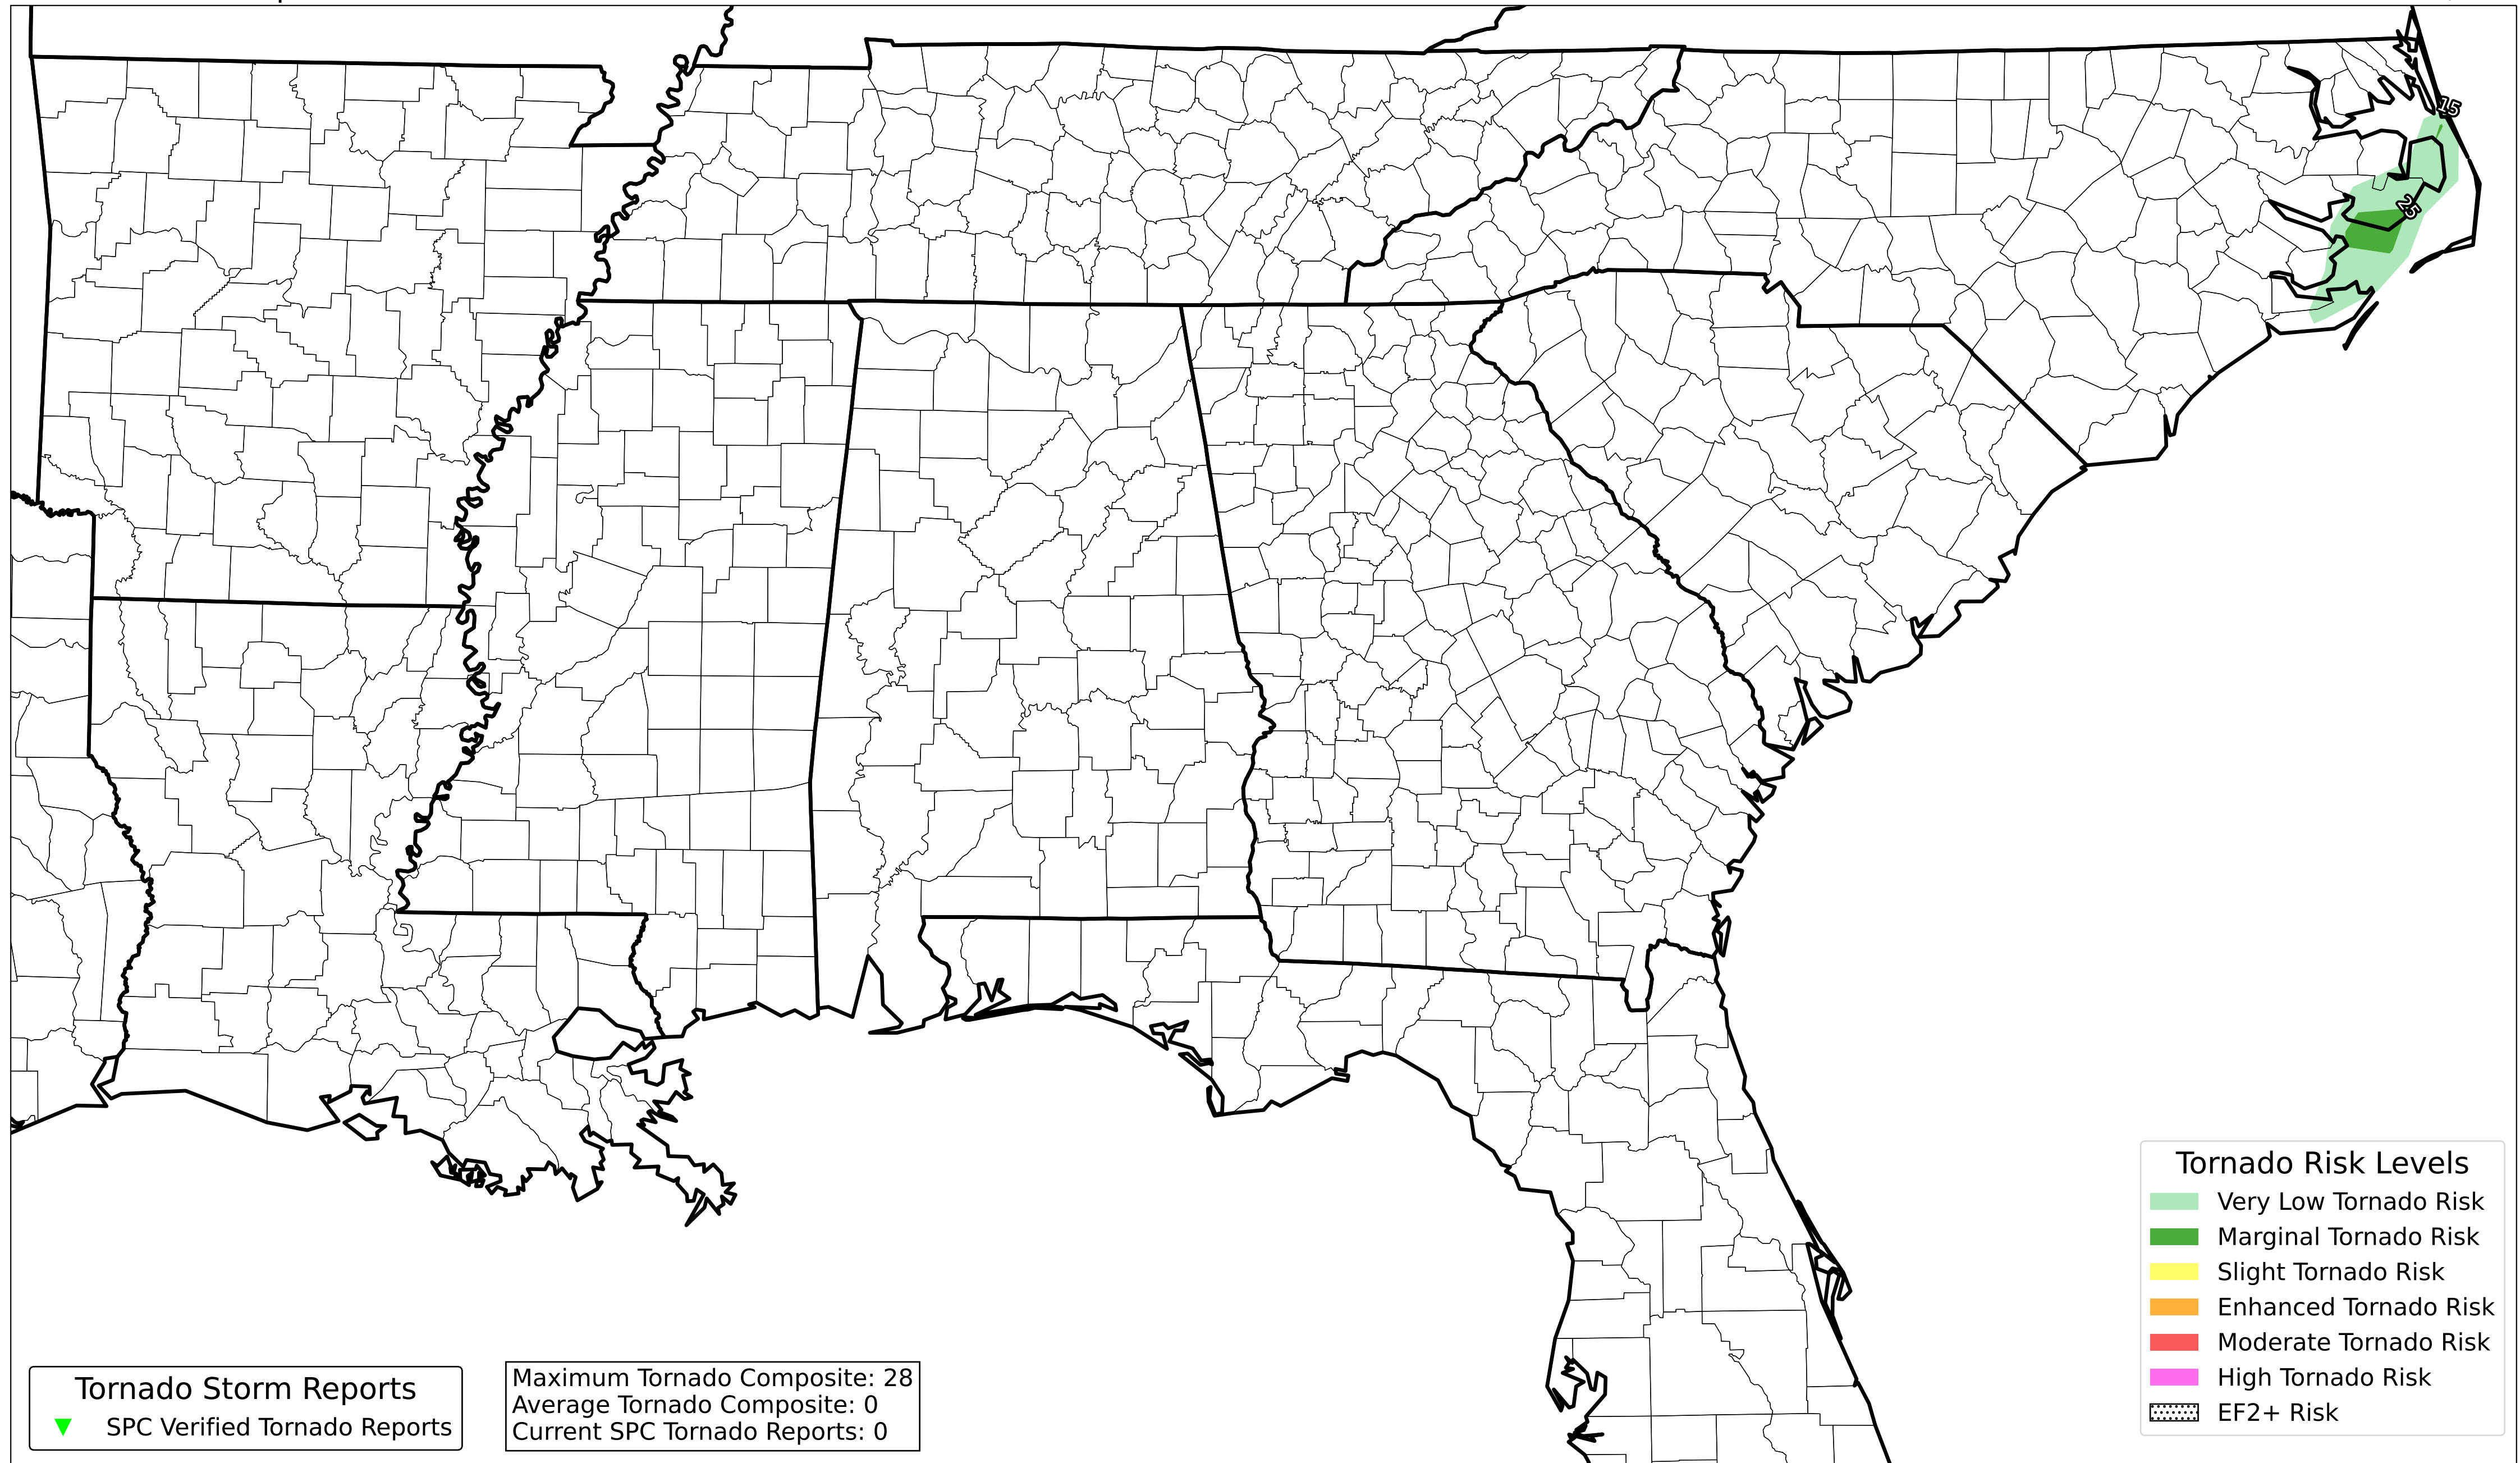 15
25
Tornado Risk Levels
Very Low Tornado Risk
Marginal Tornado Risk
Slight Tornado Risk
Enhanced Tornado Risk
Moderate Tornado Risk
High Tornado Risk
EF2+ Risk
Tornado Storm Reports
SPC Verified Tornado Reports
Maximum Tornado Composite: 28
Average Tornado Composite: 0
Current SPC Tornado Reports: 0